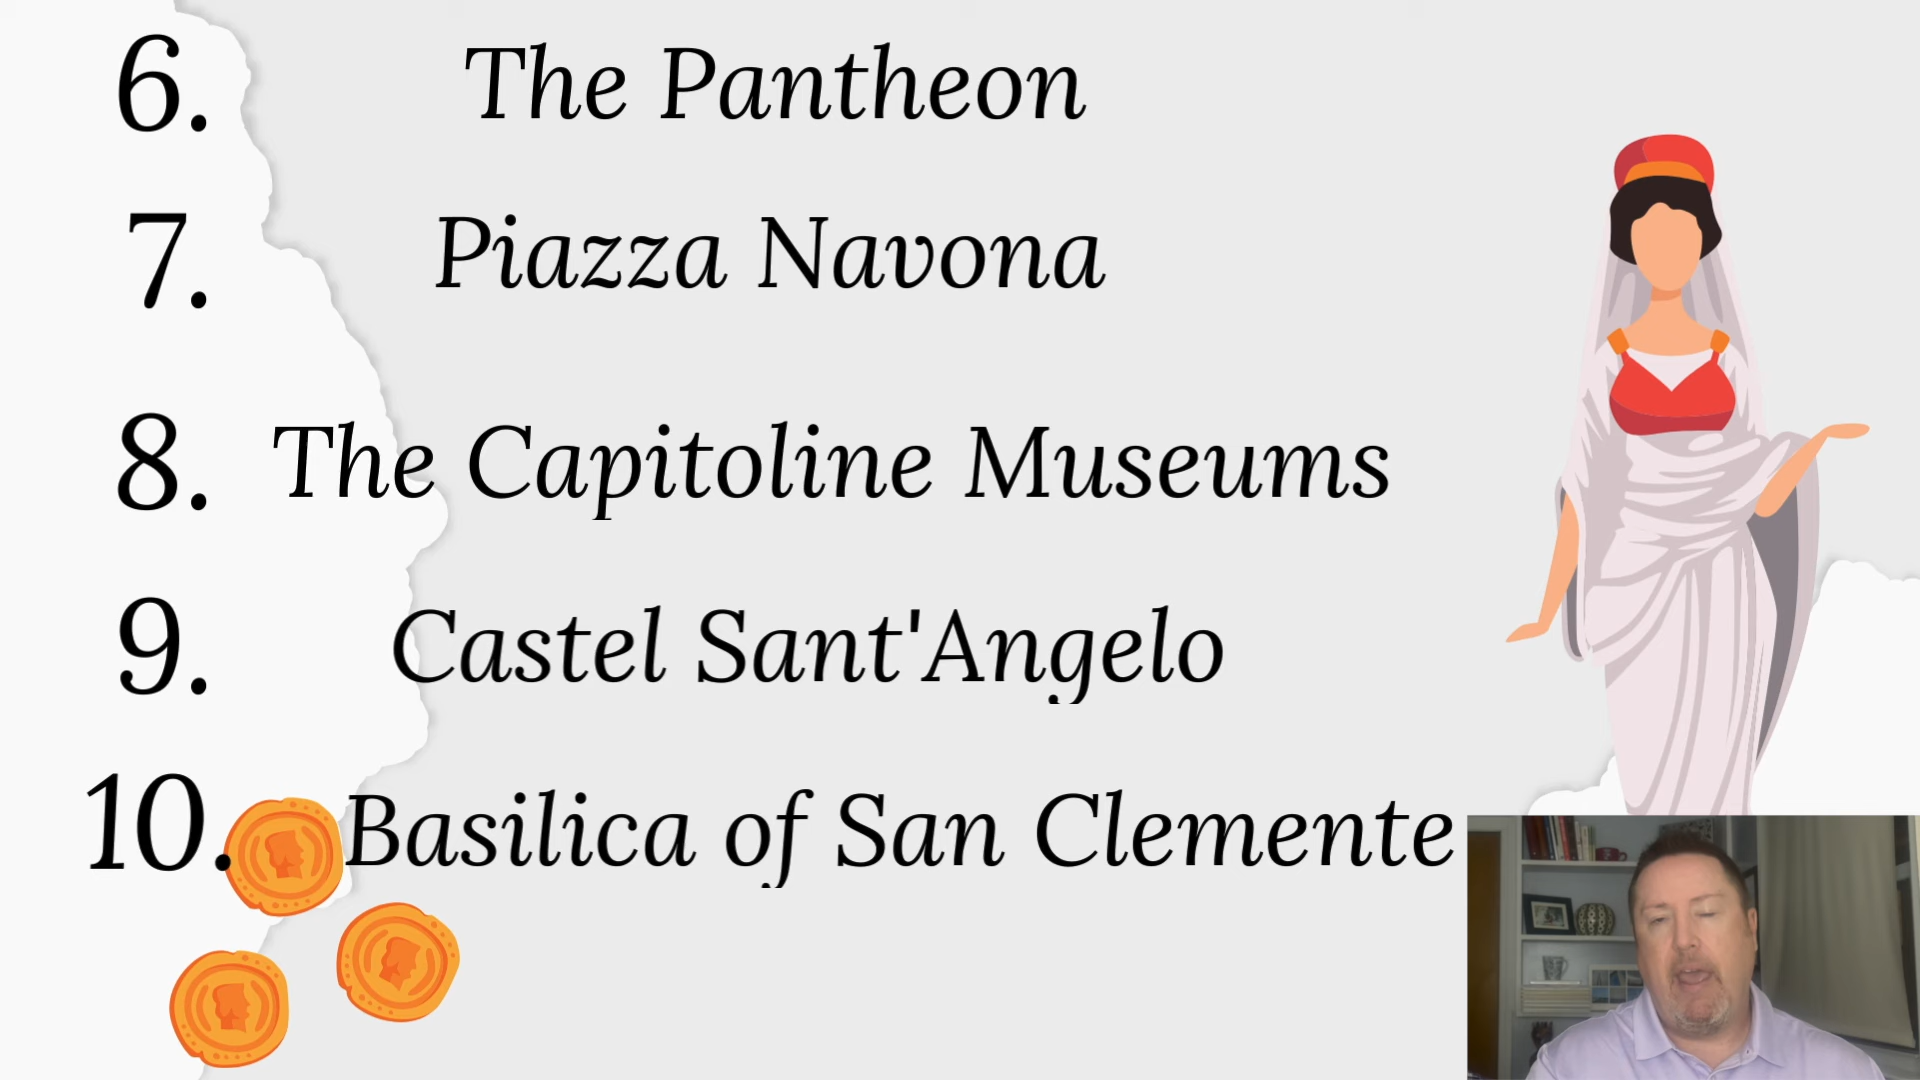 6. The Pantheon
7. Piazza Navona
8. The Capitoline Museums
9. Castel Sant'Angelo
10. Basilica of San Clemente